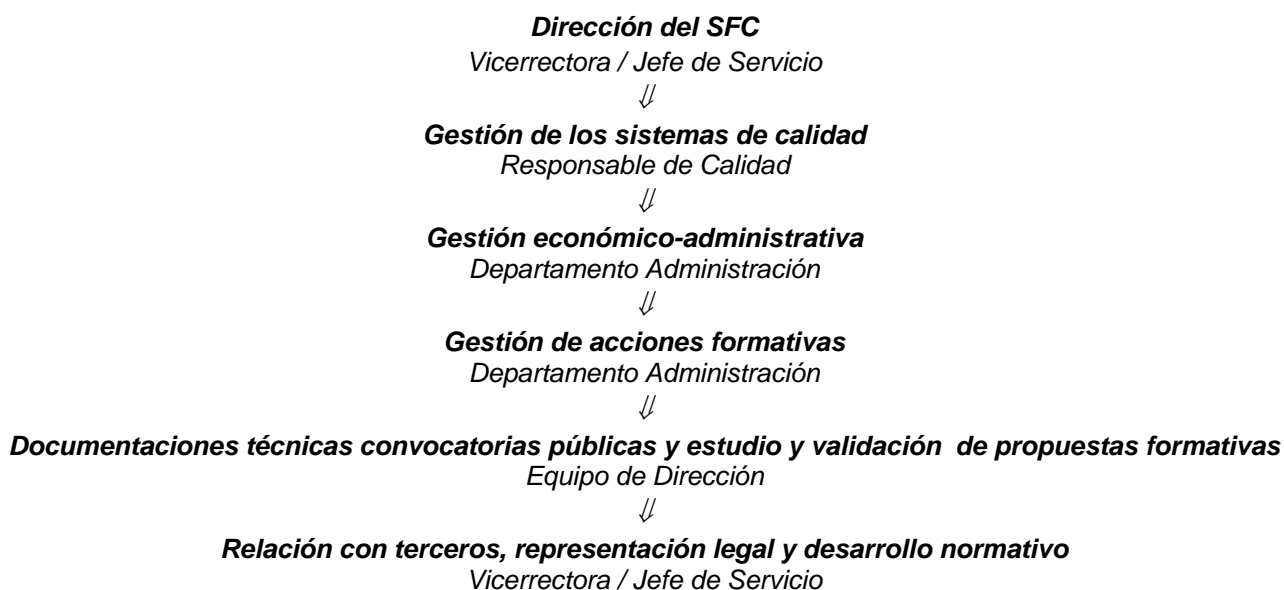 Dirección del SFC
Vicerrectora / Jefe de Servicio
⇓
Gestión de los sistemas de calidad
Responsable de Calidad
⇓
Gestión económico-administrativa
Departamento Administración
⇓
Gestión de acciones formativas
Departamento Administración
⇓
Documentaciones técnicas convocatorias públicas y estudio y validación de propuestas formativas
Equipo de Dirección
⇓
Relación con terceros, representación legal y desarrollo normativo
Vicerrectora / Jefe de Servicio